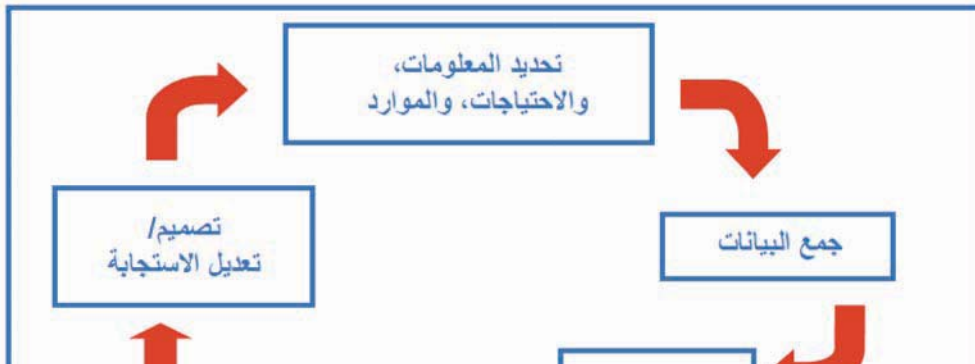 تحديد المعلومات،
والاحتياجات، والموارد
جمع البيانات
تصميم/
تعديل الاستجابة